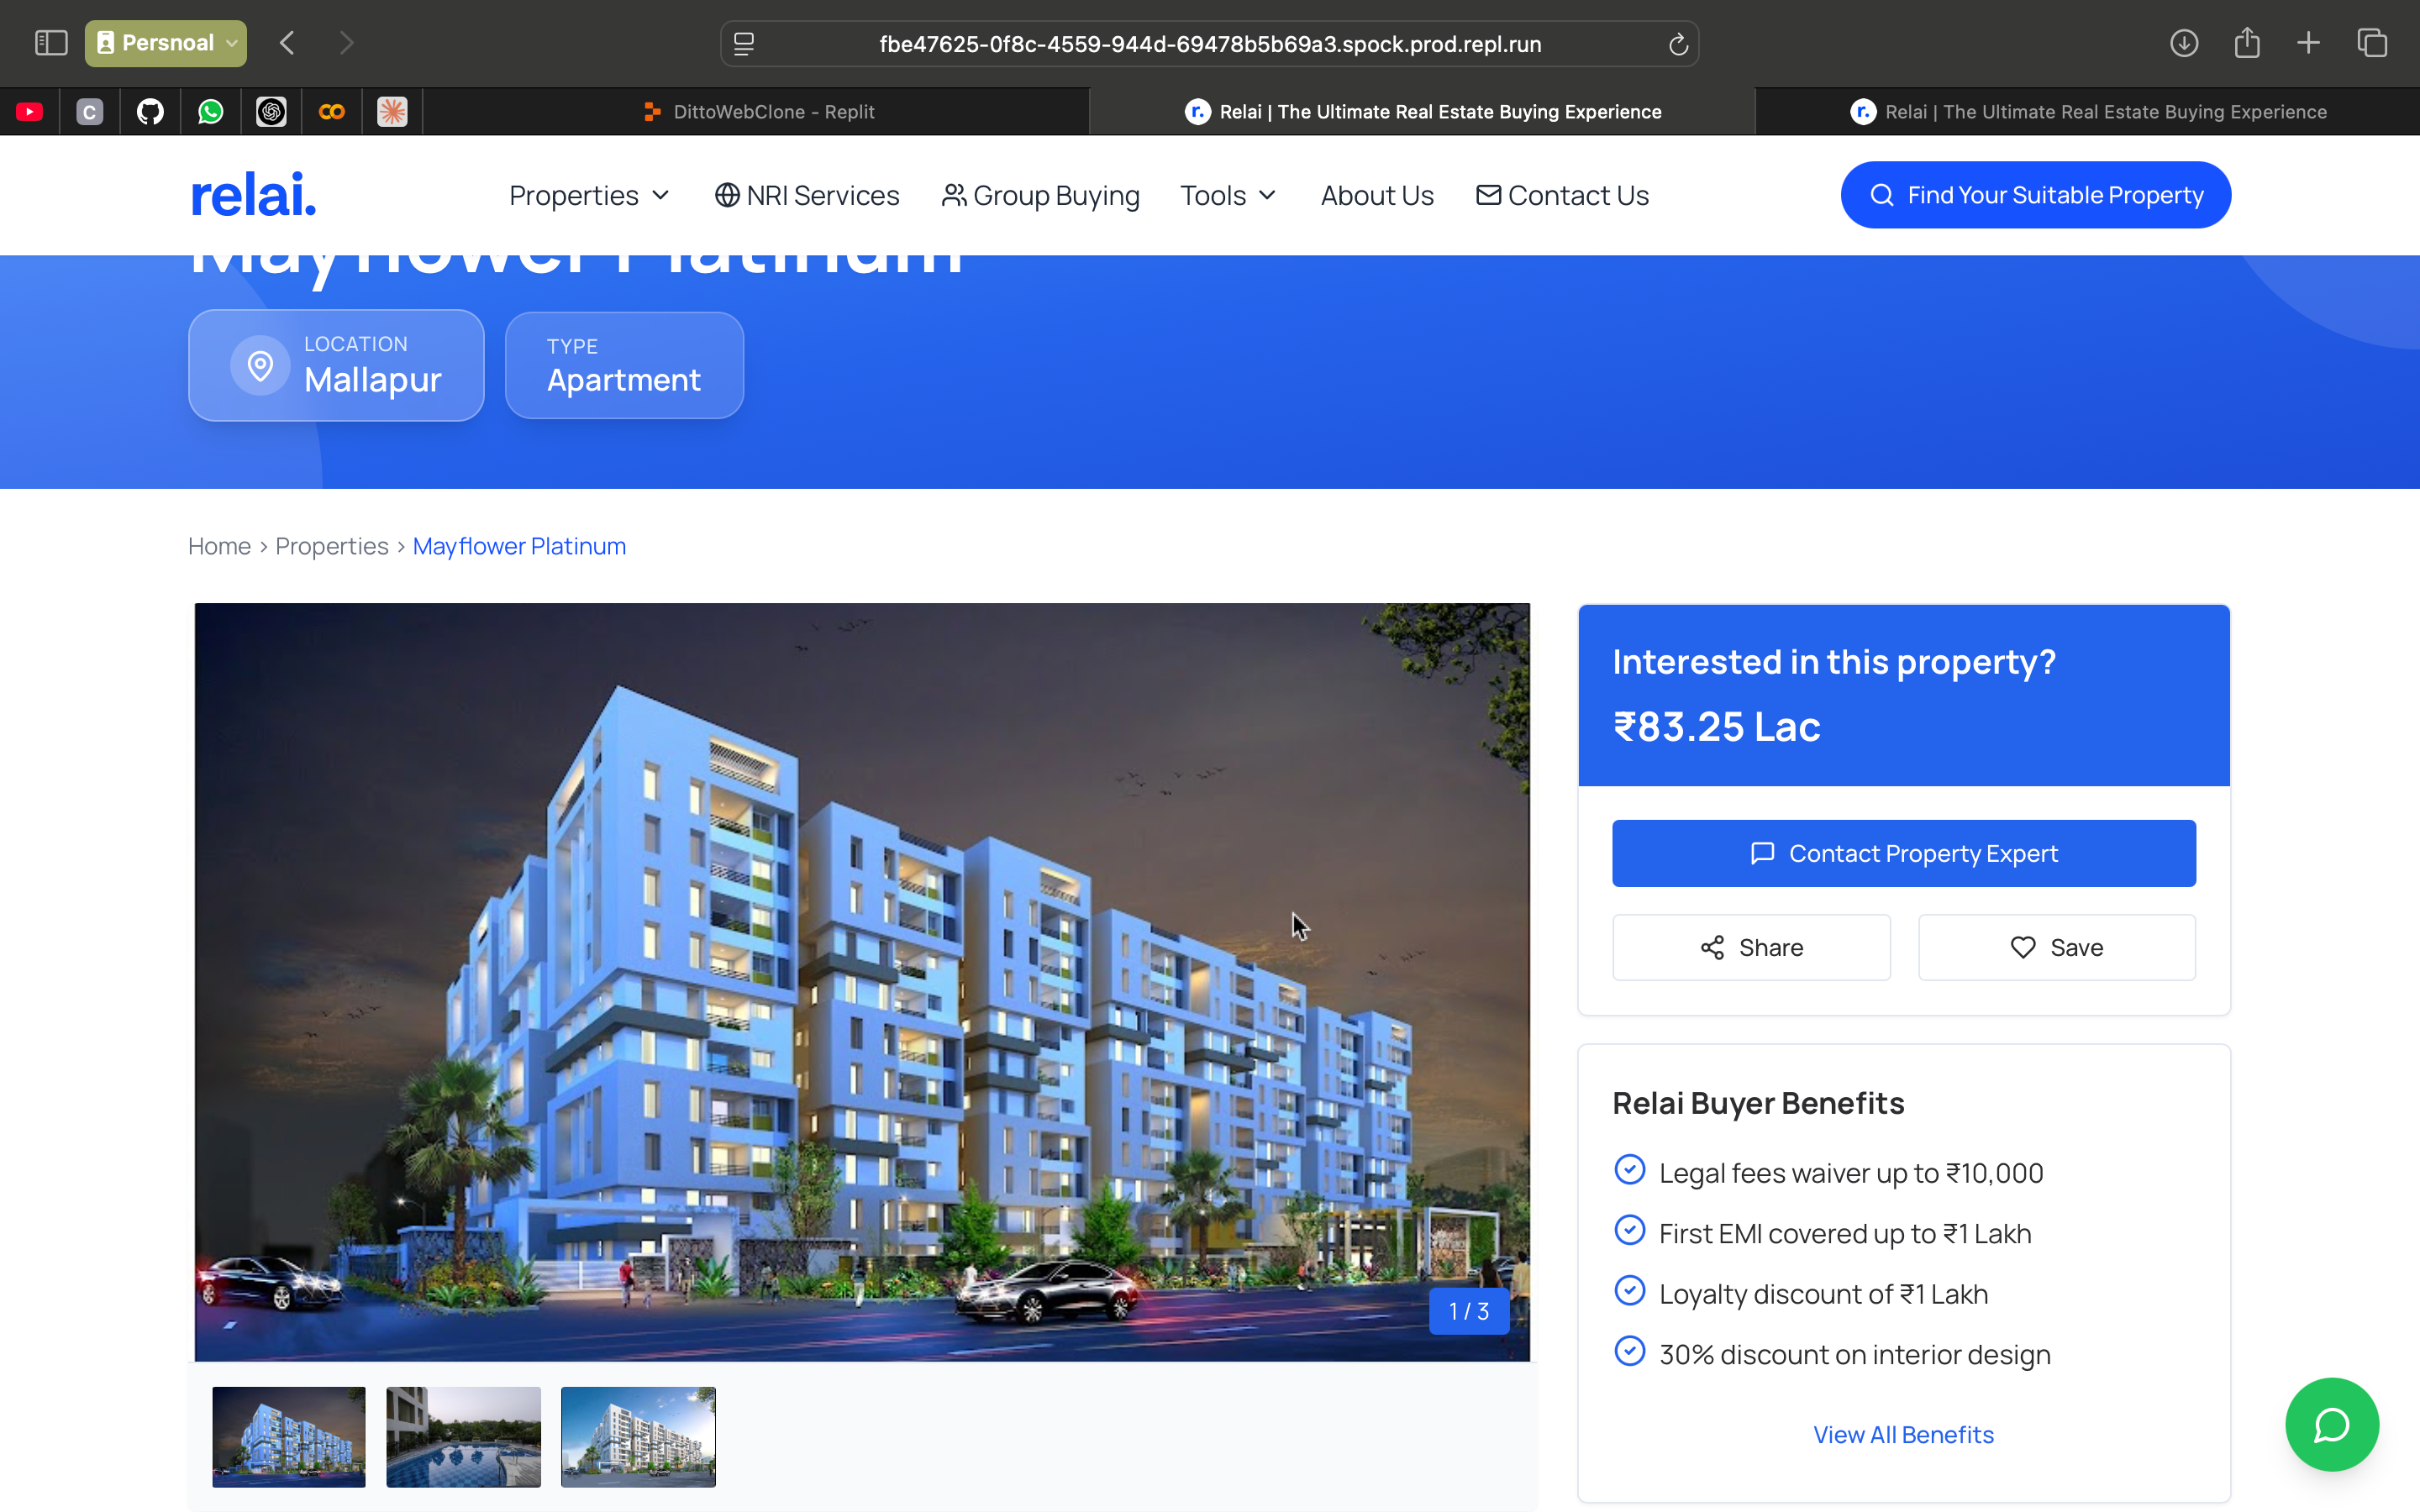 Persnoal
fbe47625-0f8c-4559-944d-69478b5b69a3.spock.prod.repl.run
C
DittoWebClone - Replit
r. Relai | The Ultimate Real Estate Buying Experience
r. Relai | The Ultimate Real Estate Buying Experience
relai.
Properties
NRI Services
Group Buying
Tools
About Us
Contact Us
Find Your Suitable Property
Mayflower Platinum
LOCATION
Mallapur
TYPE
Apartment
Home > Properties > Mayflower Platinum
Interested in this property?
₹83.25 Lac
Contact Property Expert
Share
Save
1 / 3
Relai Buyer Benefits
Legal fees waiver up to ₹10,000
First EMI covered up to ₹1 Lakh
Loyalty discount of ₹1 Lakh
30% discount on interior design
View All Benefits